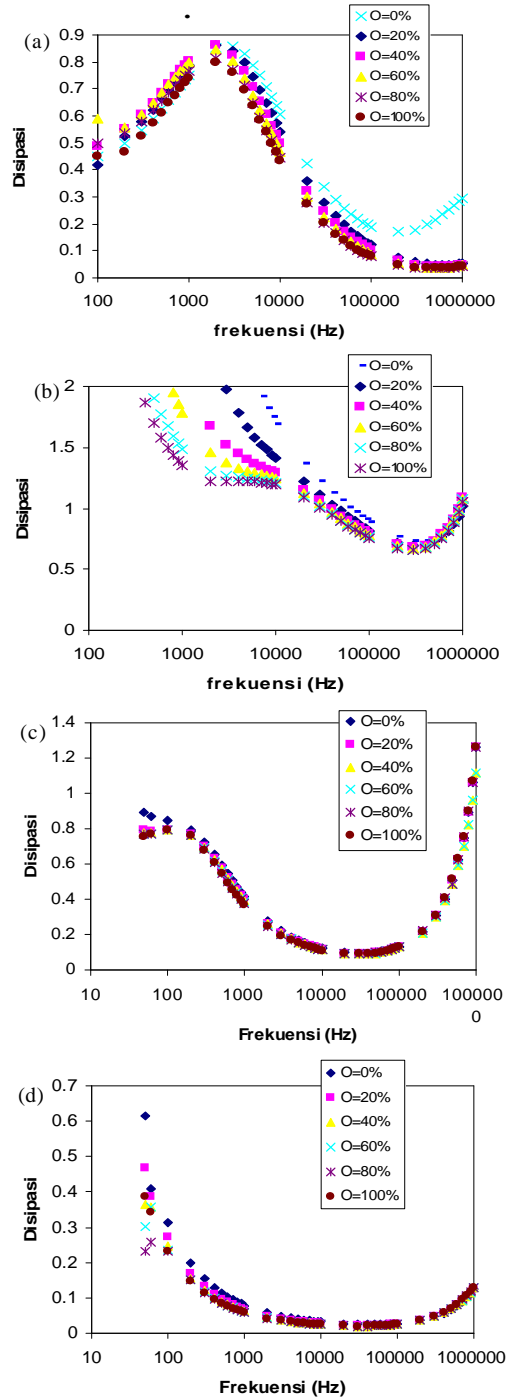 (a)
0.9
0.8
0.7
0.6
0.5
0.4
0.3
0.2
0.1
0
Disipasi
100 1000 10000 100000 1000000
frekuensi (Hz)
O=0%
O=20%
O=40%
O=60%
O=80%
O=100%
(b)
2
1.5
1
0.5
0
Disipasi
100 1000 10000 100000 1000000
frekuensi (Hz)
O=0%
O=20%
O=40%
O=60%
O=80%
O=100%
(c)
1.4
1.2
1
0.8
0.6
0.4
0.2
0
Disipasi
10 100 1000 10000 100000 100000
0
Frekuensi (Hz)
O=0%
O=20%
O=40%
O=60%
O=80%
O=100%
(d)
0.7
0.6
0.5
0.4
0.3
0.2
0.1
0
Disipasi
10 100 1000 10000 100000 1000000
Frekuensi (Hz)
O=0%
O=20%
O=40%
O=60%
O=80%
O=100%